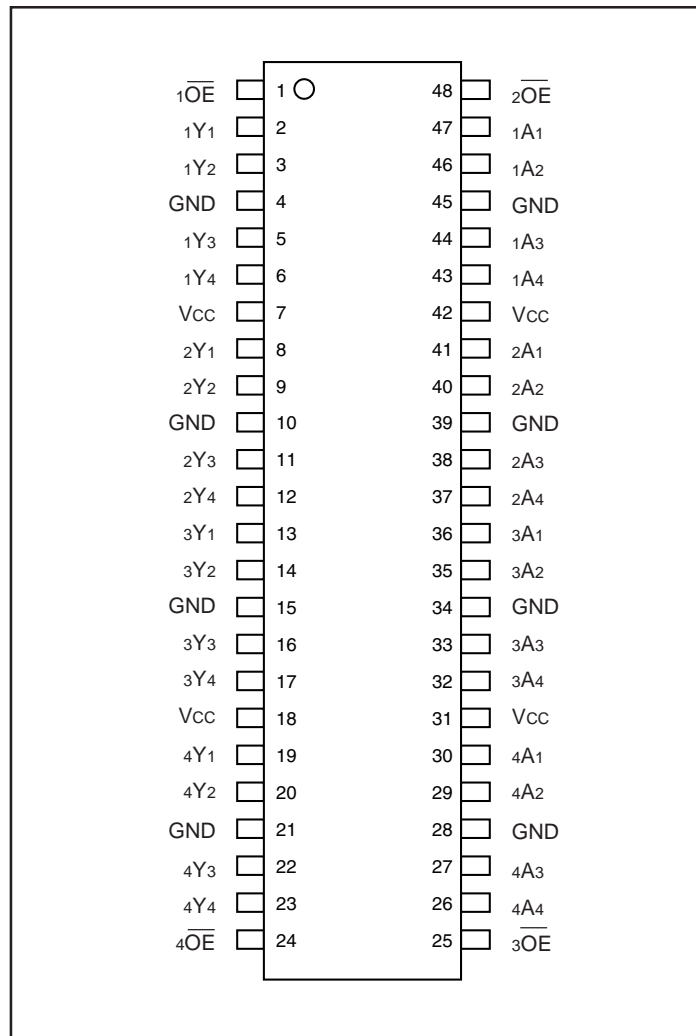 1OE 1 48 2OE
1Y1 2 47 1A1
1Y2 3 46 1A2
GND 4 45 GND
1Y3 5 44 1A3
1Y4 6 43 1A4
VCC 7 42 VCC
2Y1 8 41 2A1
2Y2 9 40 2A2
GND 10 39 GND
2Y3 11 38 2A3
2Y4 12 37 2A4
3Y1 13 36 3A1
3Y2 14 35 3A2
GND 15 34 GND
3Y3 16 33 3A3
3Y4 17 32 3A4
VCC 18 31 VCC
4Y1 19 30 4A1
4Y2 20 29 4A2
GND 21 28 GND
4Y3 22 27 4A3
4Y4 23 26 4A4
4OE 24 25 3OE